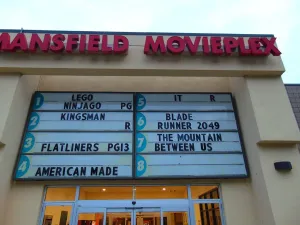 MANSFIELD MOVIEPLEX
1 LEGO
NINJAGO PG
2 KINGSMAN
R
3 FLATLINERS PG13
4 AMERICAN MADE
5 IT R
6 BLADE
RUNNER 2049
7 THE MOUNTAIN
BETWEEN US
8